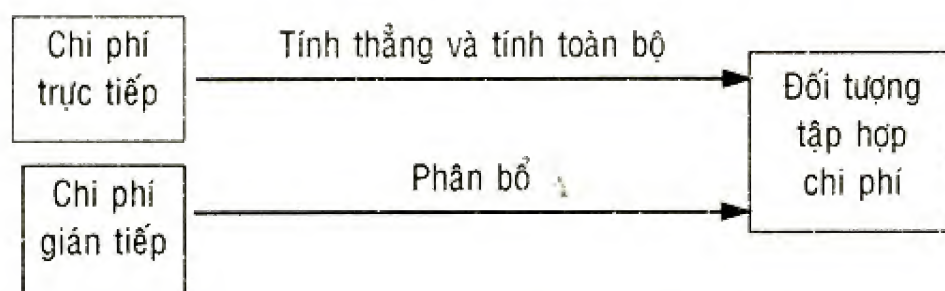 Chi phí
trực tiếp
Tính thẳng và tính toàn bộ
Đối tượng
tập hợp
chi phí
Chi phí
gián tiếp
Phân bổ